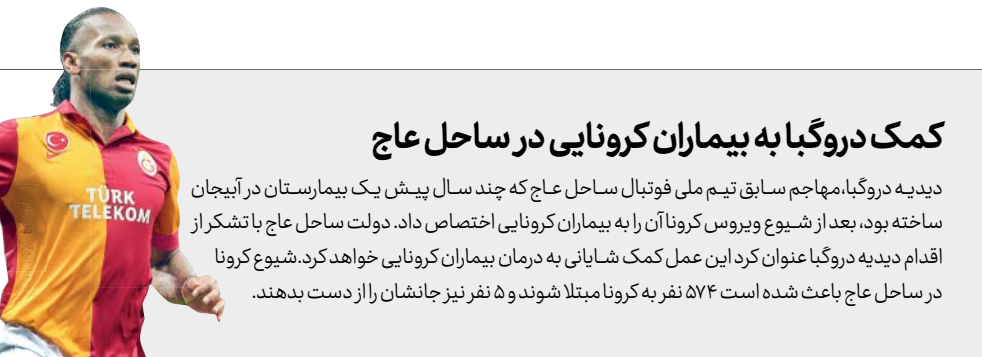 کمک دروگبا به بیماران کرونایی در ساحل عاج
دیدیه دروگبا،مهاجم سابق تیم ملی فوتبال ساحل عاج که چند سال پیش یک بیمارستان در آبیجان
ساخته بود، بعد از شیوع ویروس کرونا آن را به بیماران کرونایی اختصاص داد. دولت ساحل عاج با تشکر از
اقدام دیدیه دروگبا عنوان کرد این عمل کمک شایانی به درمان بیماران کرونایی خواهد کرد.شیوع کرونا
در ساحل عاج باعث شده است ۵۷۴ نفر به کرونا مبتلا شوند و ۵ نفر نیز جانشان را از دست بدهند.
TÜRK
TELEKOM